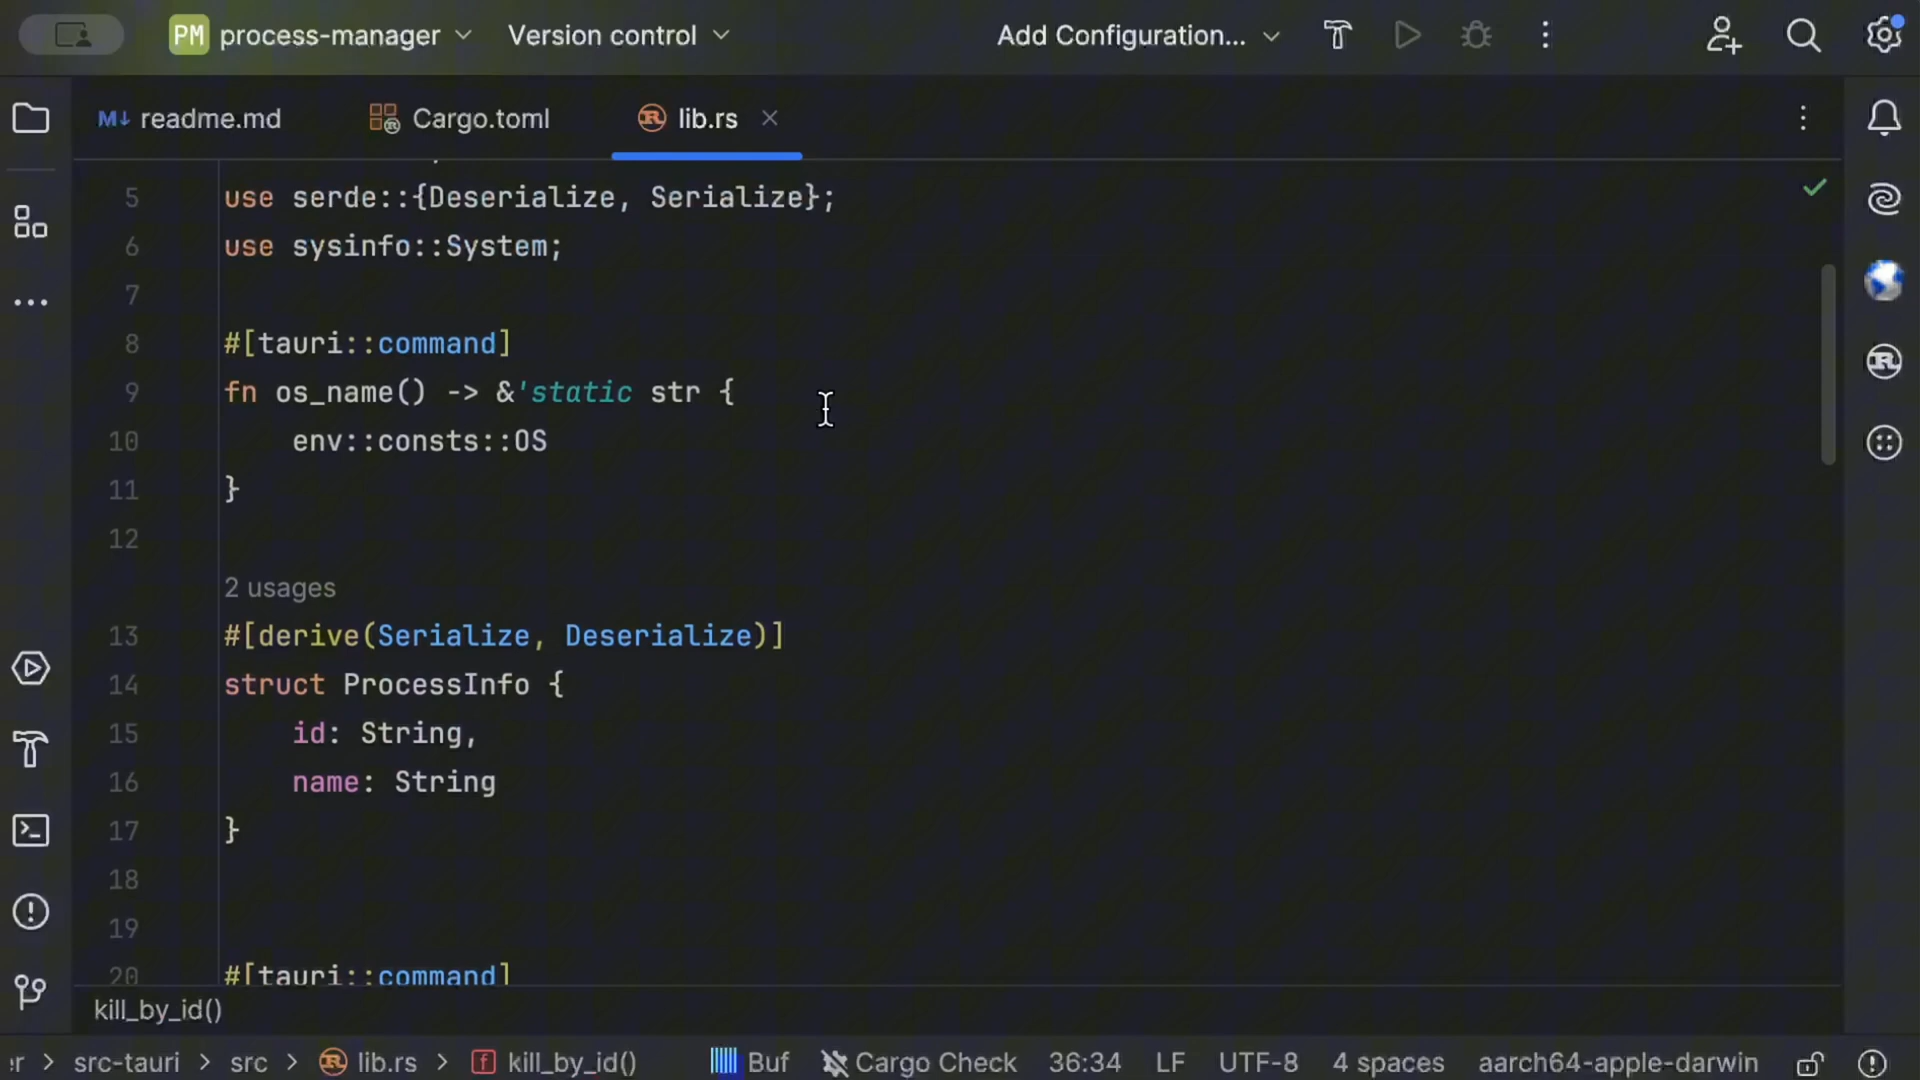 PM process-manager Version control Add Configuration...
M↓ readme.md Cargo.toml lib.rs
5 use serde::{Deserialize, Serialize};
6 use sysinfo::System;
7
8 #[tauri::command]
9 fn os_name() -> &'static str {
10 env::consts::OS
11 }
12
2 usages
13 #[derive(Serialize, Deserialize)]
14 struct ProcessInfo {
15 id: String,
16 name: String
17 }
18
19
20 #[tauri::command]
kill_by_id()
er > src-tauri > src > lib.rs > f kill_by_id() Buf Cargo Check 36:34 LF UTF-8 4 spaces aarch64-apple-darwin